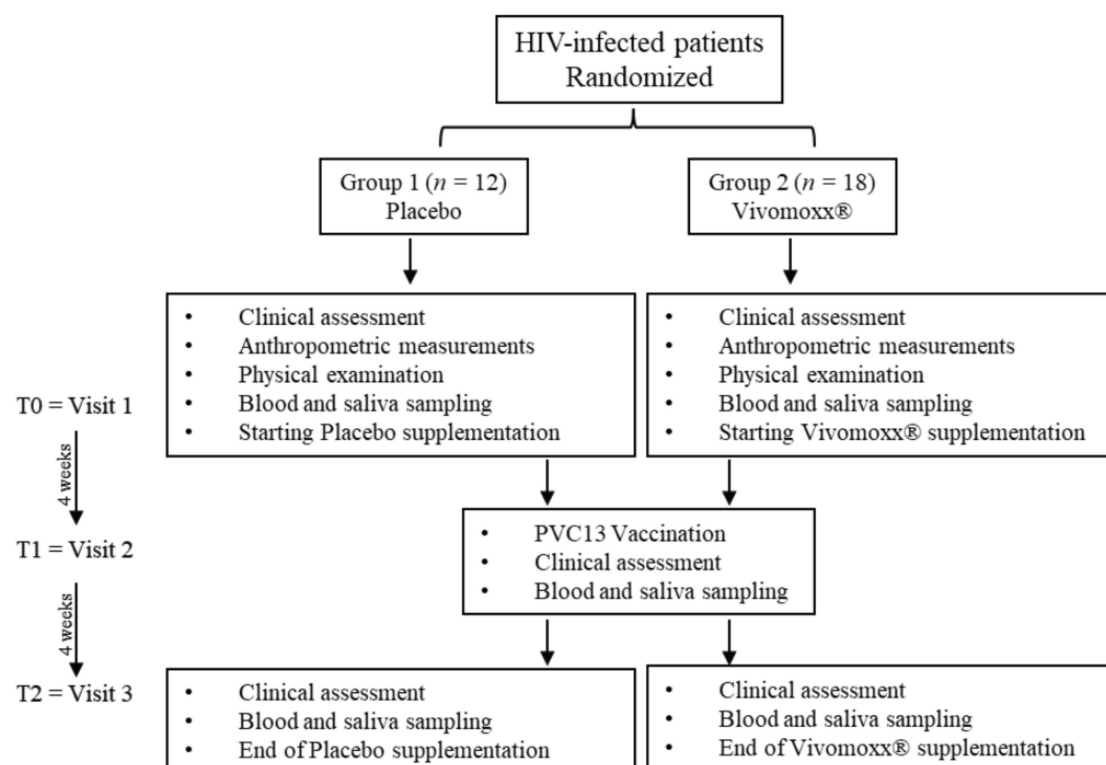 HIV-infected patients
Randomized
Group 1 (n = 12)
Placebo
Group 2 (n = 18)
Vivomoxx®
T0 = Visit 1
• Clinical assessment
• Anthropometric measurements
• Physical examination
• Blood and saliva sampling
• Starting Placebo supplementation
• Clinical assessment
• Anthropometric measurements
• Physical examination
• Blood and saliva sampling
• Starting Vivomoxx® supplementation
4 weeks
T1 = Visit 2
• PVC13 Vaccination
• Clinical assessment
• Blood and saliva sampling
4 weeks
T2 = Visit 3
• Clinical assessment
• Blood and saliva sampling
• End of Placebo supplementation
• Clinical assessment
• Blood and saliva sampling
• End of Vivomoxx® supplementation